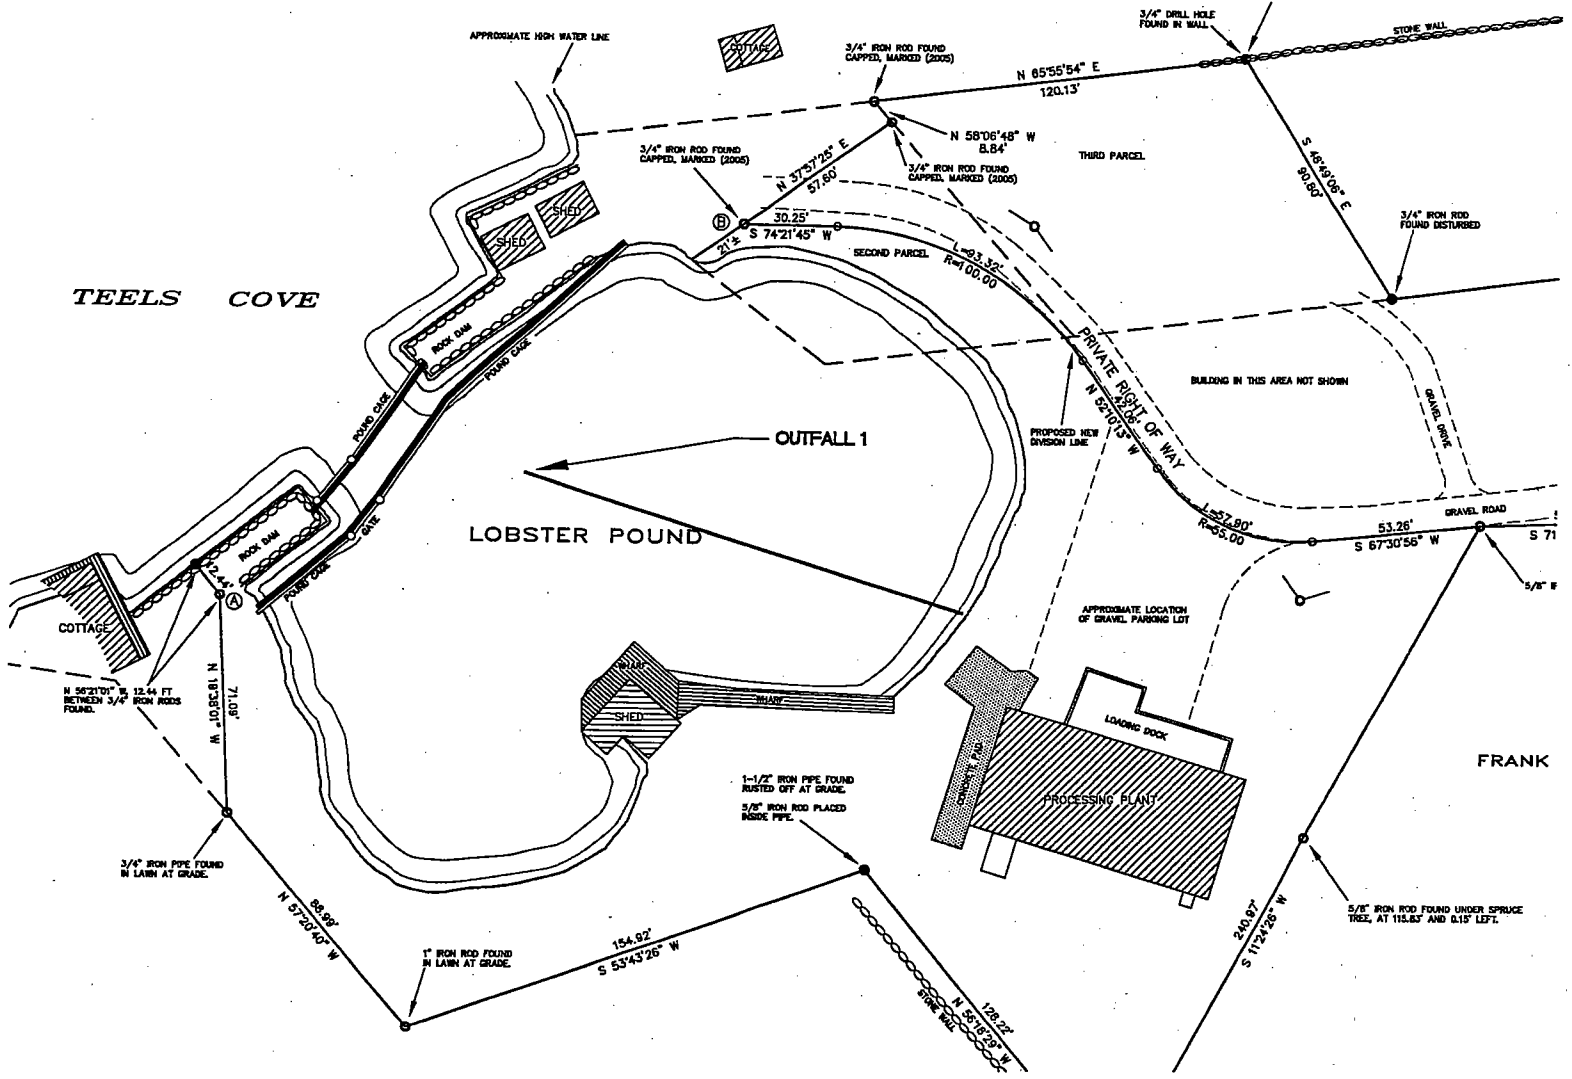 APPROXIMATE HIGH WATER LINE
COTTAGE
3/4" IRON ROD FOUND
CAPPED, MARKED (2005)
3/4" DRILL HOLE
FOUND IN WALL
STONE WALL
N 65°55'54" E
120.13'
N 58°06'48" W
8.84'
3/4" IRON ROD FOUND
CAPPED, MARKED (2005)
THIRD PARCEL
S 48°49'06" E
90.80'
3/4" IRON ROD FOUND
CAPPED, MARKED (2005)
N 37°57'25" E
57.60'
3/4" IRON ROD
FOUND DISTURBED
B
30.25'
S 74°21'45" W
21'±
SECOND PARCEL
L=93.32'
R=100.00
SHED
SHED
TEELS COVE
ROCK DAM
POUND CAGE
POUND CAGE
PRIVATE RIGHT OF WAY
42.06'
N 52°10'13" W
BUILDING IN THIS AREA NOT SHOWN
GRAVEL DRIVE
PROPOSED NEW
DIVISION LINE
OUTFALL 1
LOBSTER POUND
L=57.90'
R=55.00
GRAVEL ROAD
53.26'
S 67°30'56" W
S 71
5/8" IR
ROCK DAM
GATE
POUND CAGE
12.44'
A
COTTAGE
N 56°21'01" W, 12.44 FT
BETWEEN 3/4" IRON RODS
FOUND.
71.09'
N 18°38'01" W
APPROXIMATE LOCATION
OF GRAVEL PARKING LOT
WHARF
SHED
WHARF
LOADING DOCK
CONCRETE PAD
PROCESSING PLANT
FRANK
1-1/2" IRON PIPE FOUND
RUSTED OFF AT GRADE.
5/8" IRON ROD PLACED
INSIDE PIPE.
3/4" IRON PIPE FOUND
IN LAWN AT GRADE.
88.99'
N 57°20'40" W
1" IRON ROD FOUND
IN LAWN AT GRADE.
154.92'
S 53°43'26" W
STONE WALL
128.22'
N 56°18'29" W
240.97'
S 11°24'26" W
5/8" IRON ROD FOUND UNDER SPRUCE
TREE, AT 115.83' AND 0.15' LEFT.